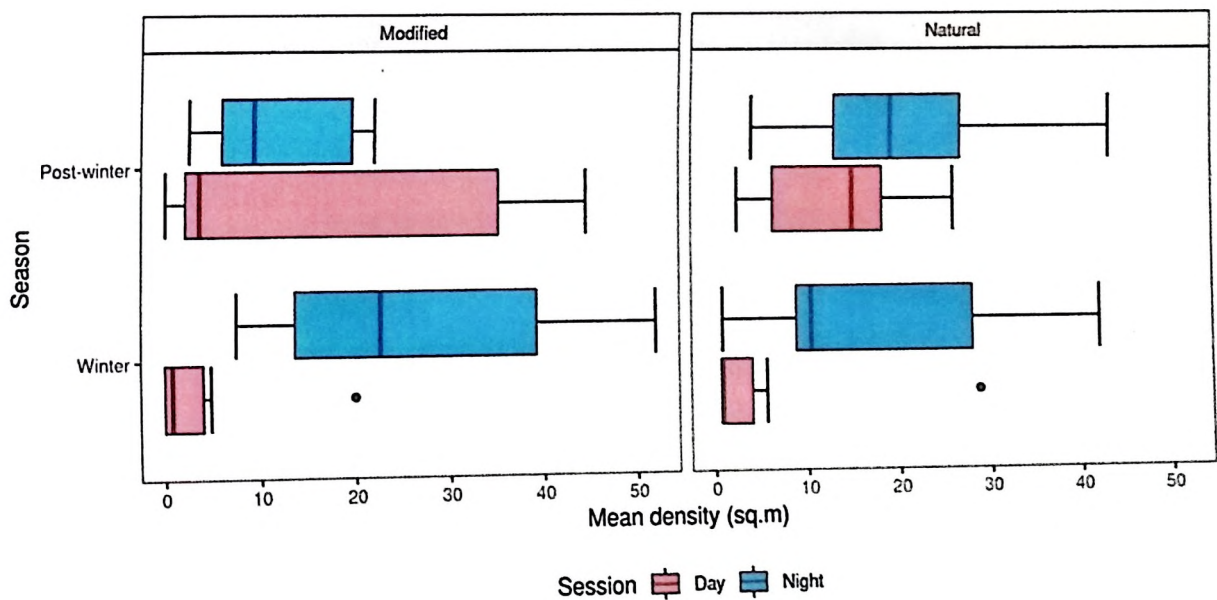 Modified
Natural
Season
Post-winter
Winter
0 10 20 30 40 50
0 10 20 30 40 50
Mean density (sq.m)
Session Day Night